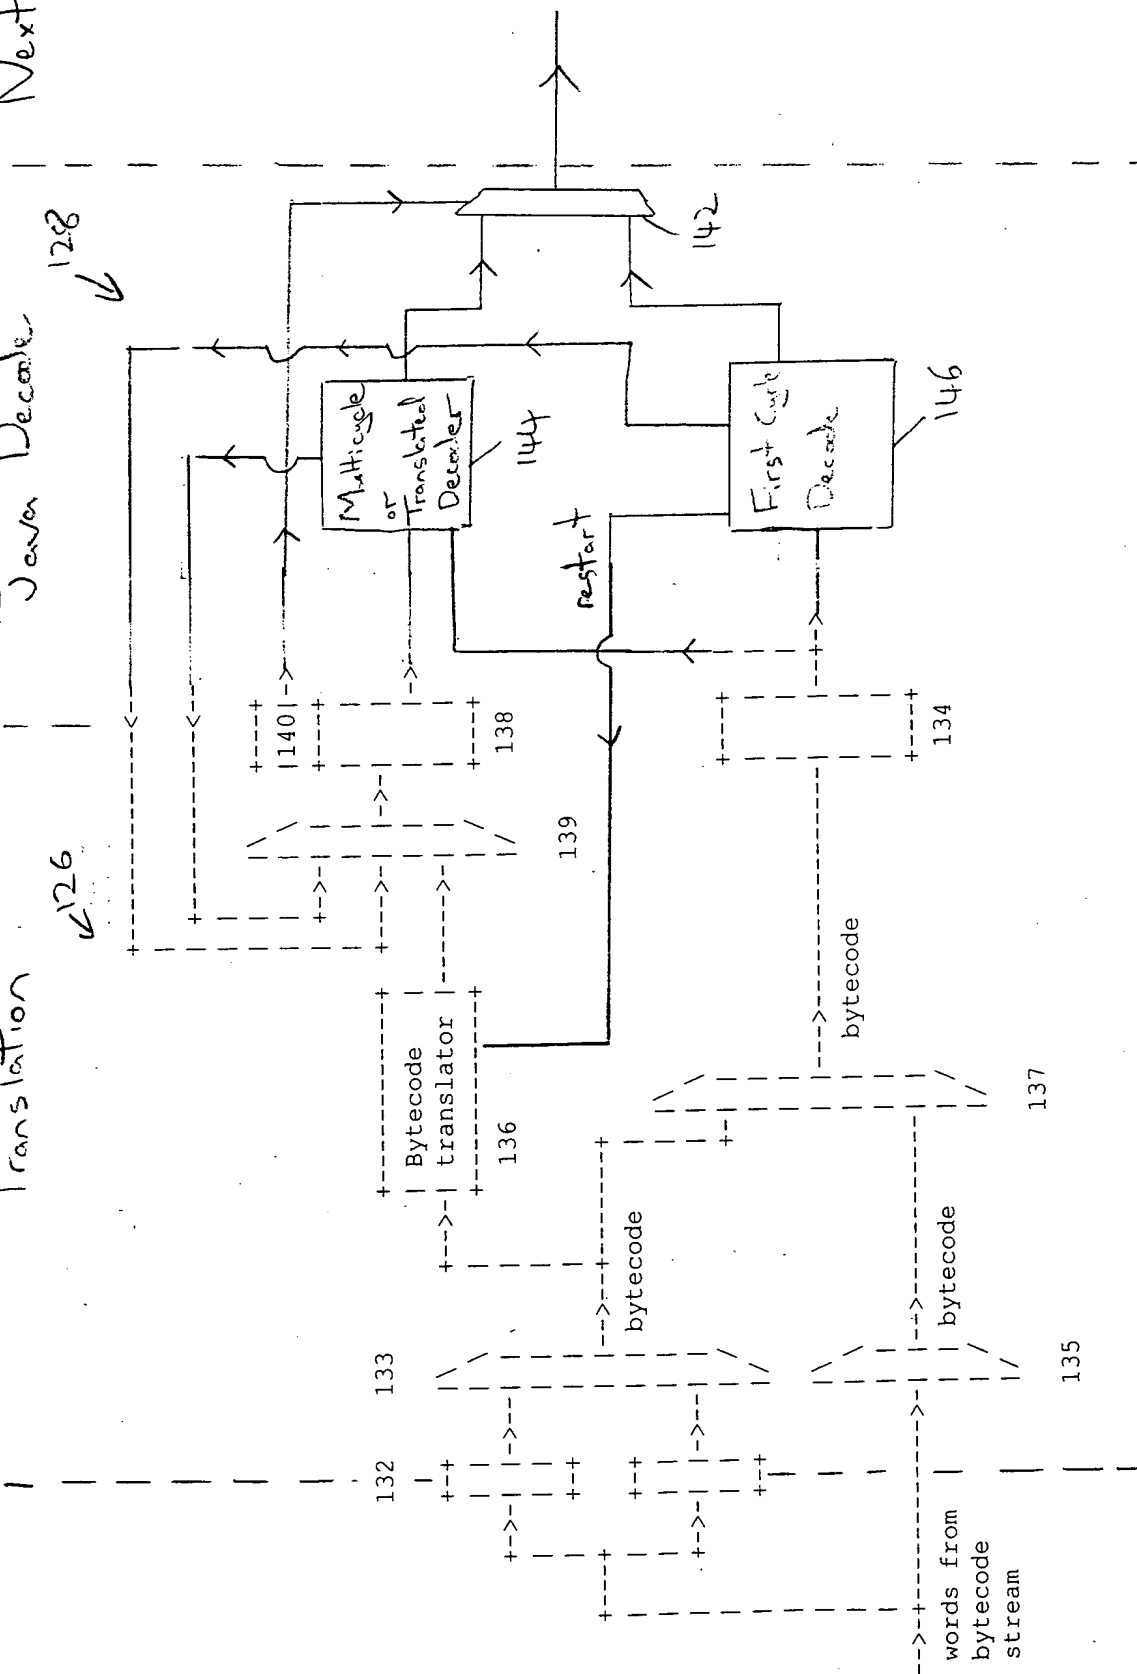 Translation
Java Decode
Next
126
128
132
133
135
words from
bytecode
stream
bytecode
bytecode
Bytecode
translator
136
137
bytecode
139
140
138
134
restart
Multicycle
or
Translated
Decoder
144
First Cycle
Decode
146
142